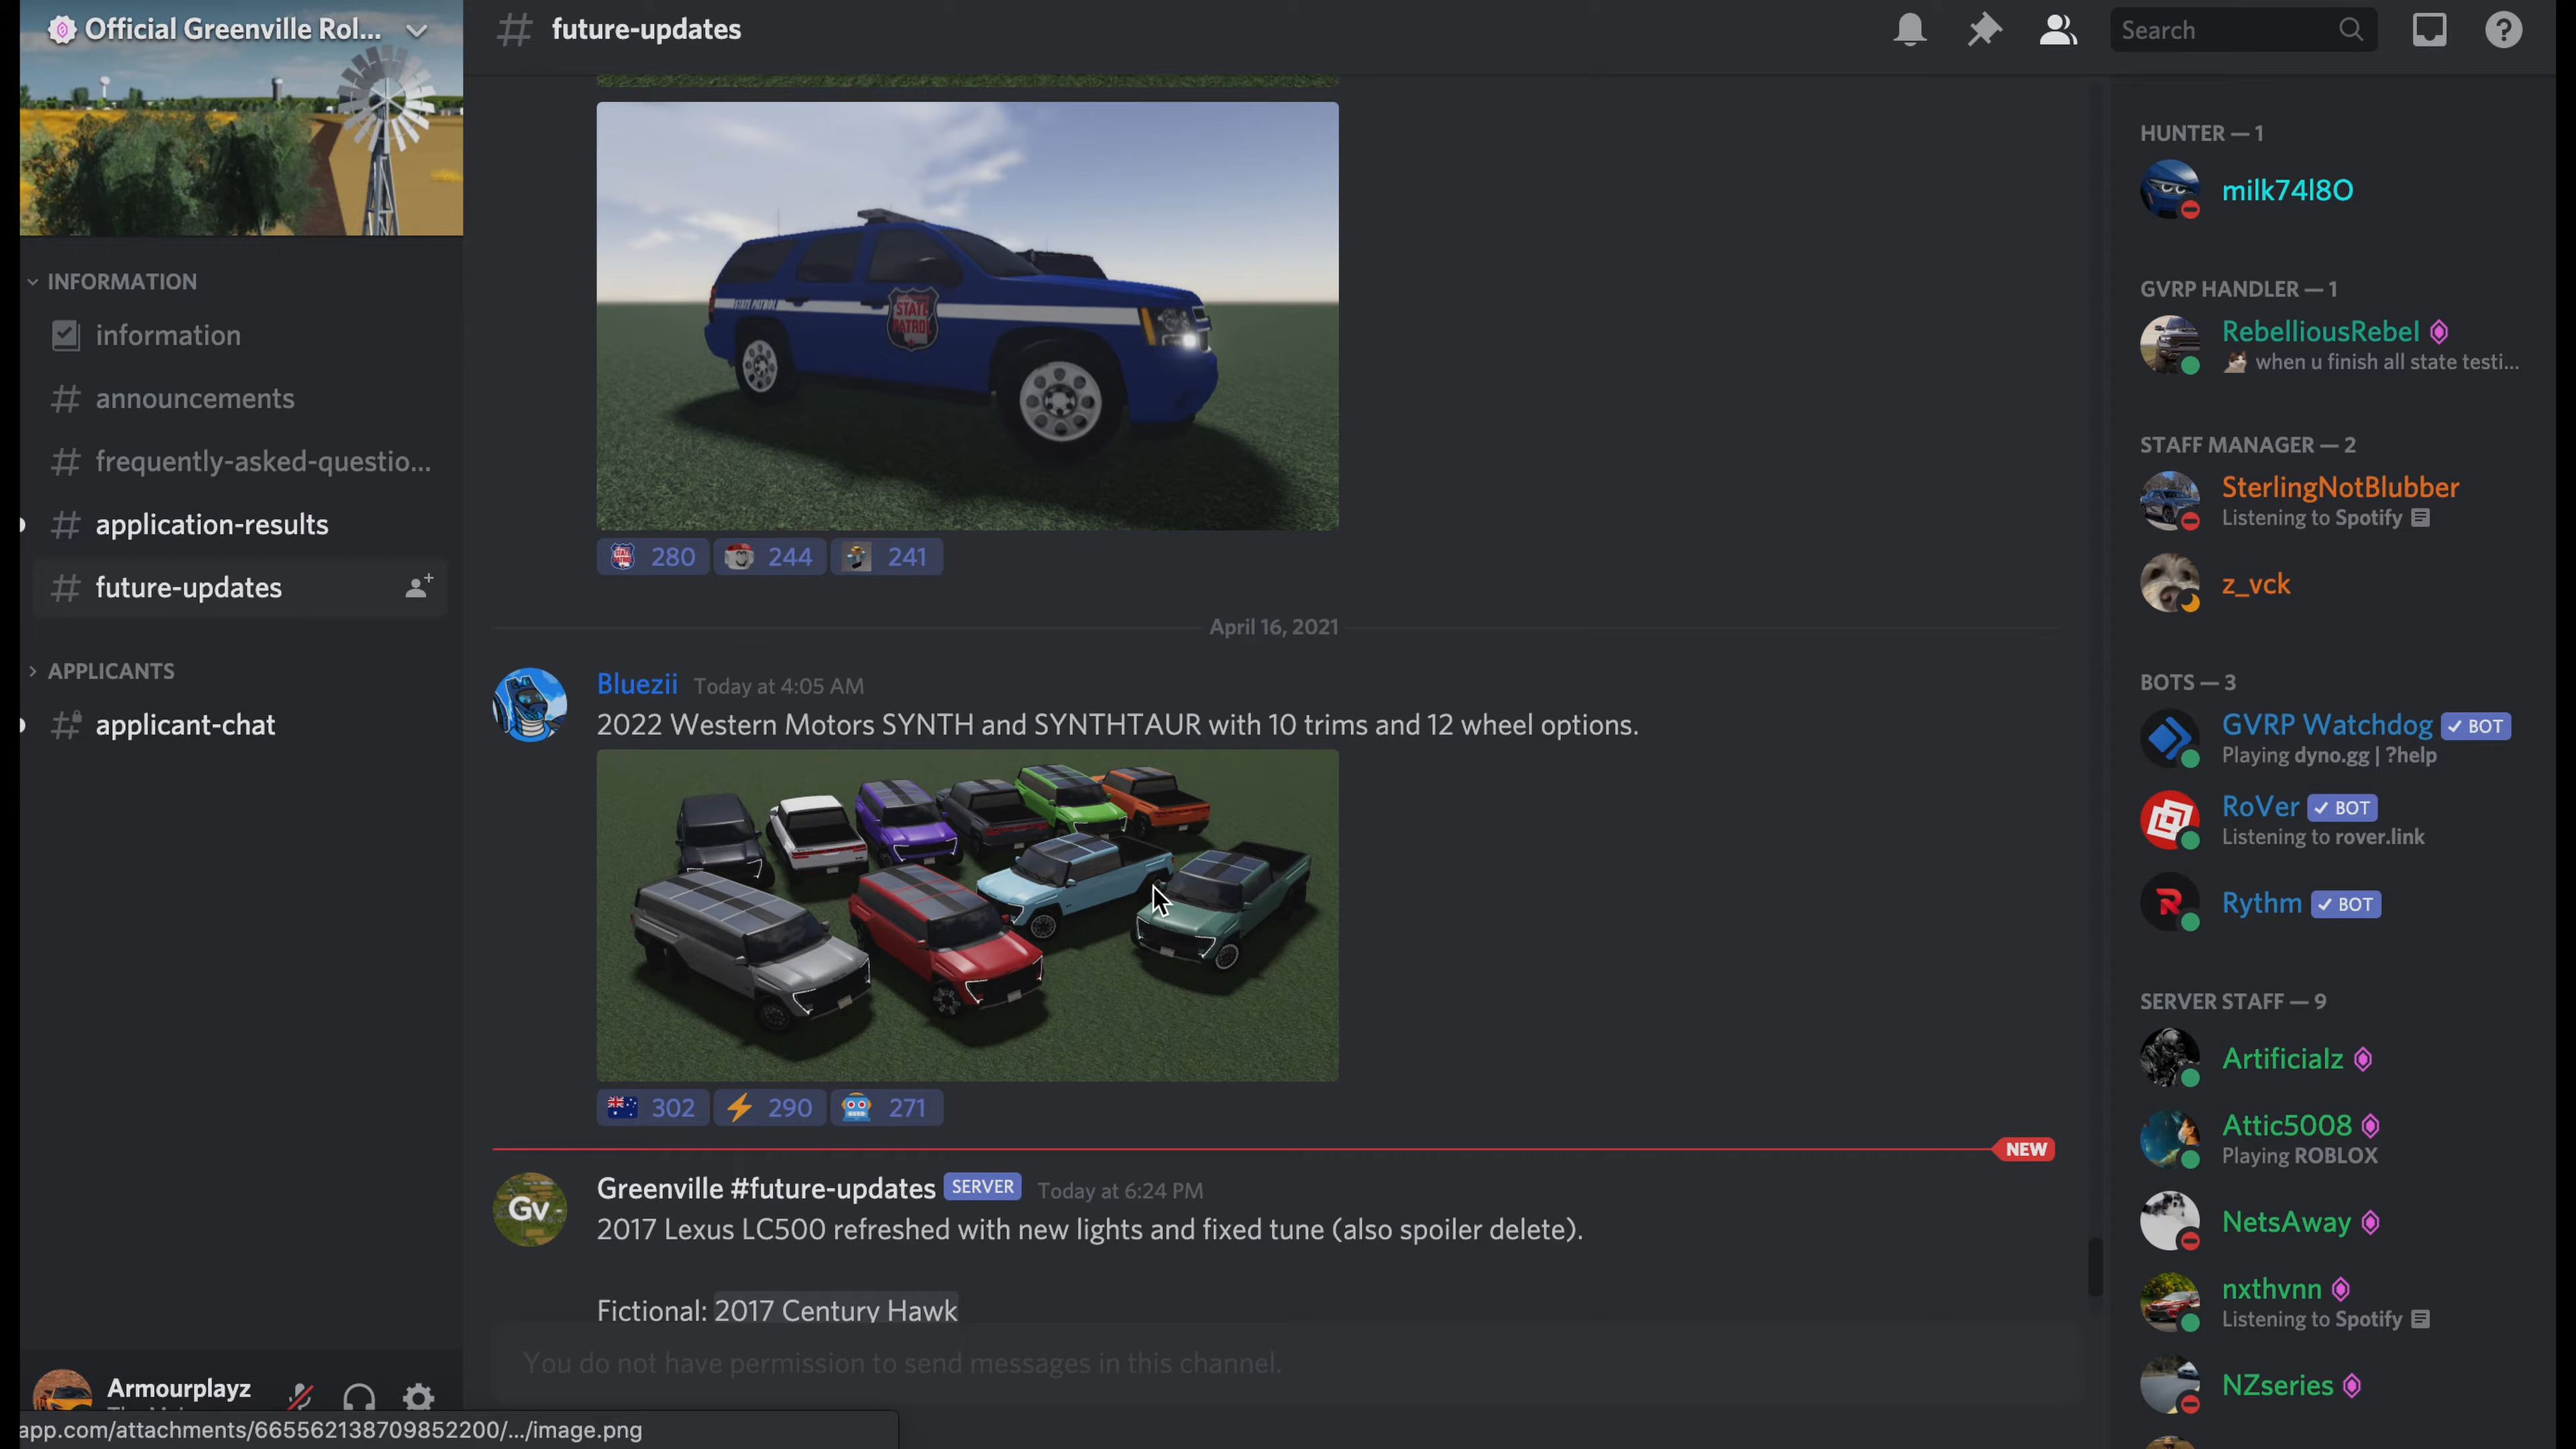 Official Greenville Rol...
future-updates
Search
INFORMATION
information
announcements
frequently-asked-questio...
application-results
future-updates
APPLICANTS
applicant-chat
STATE PATROL
STATE
PATROL
280 244 241
April 16, 2021
Bluezii Today at 4:05 AM
2022 Western Motors SYNTH and SYNTHTAUR with 10 trims and 12 wheel options.
302 290 271
NEW
Gv
Greenville #future-updates SERVER Today at 6:24 PM
2017 Lexus LC500 refreshed with new lights and fixed tune (also spoiler delete).
Fictional: 2017 Century Hawk
You do not have permission to send messages in this channel.
HUNTER — 1
milk74l8O
GVRP HANDLER — 1
RebelliousRebel
when u finish all state testi...
STAFF MANAGER — 2
SterlingNotBlubber
Listening to Spotify
z_vck
BOTS — 3
GVRP Watchdog BOT
Playing dyno.gg | ?help
RoVer BOT
Listening to rover.link
Rythm BOT
SERVER STAFF — 9
Artificialz
Attic5008
Playing ROBLOX
NetsAway
nxthvnn
Listening to Spotify
NZseries
Armourplayz
app.com/attachments/665562138709852200/.../image.png